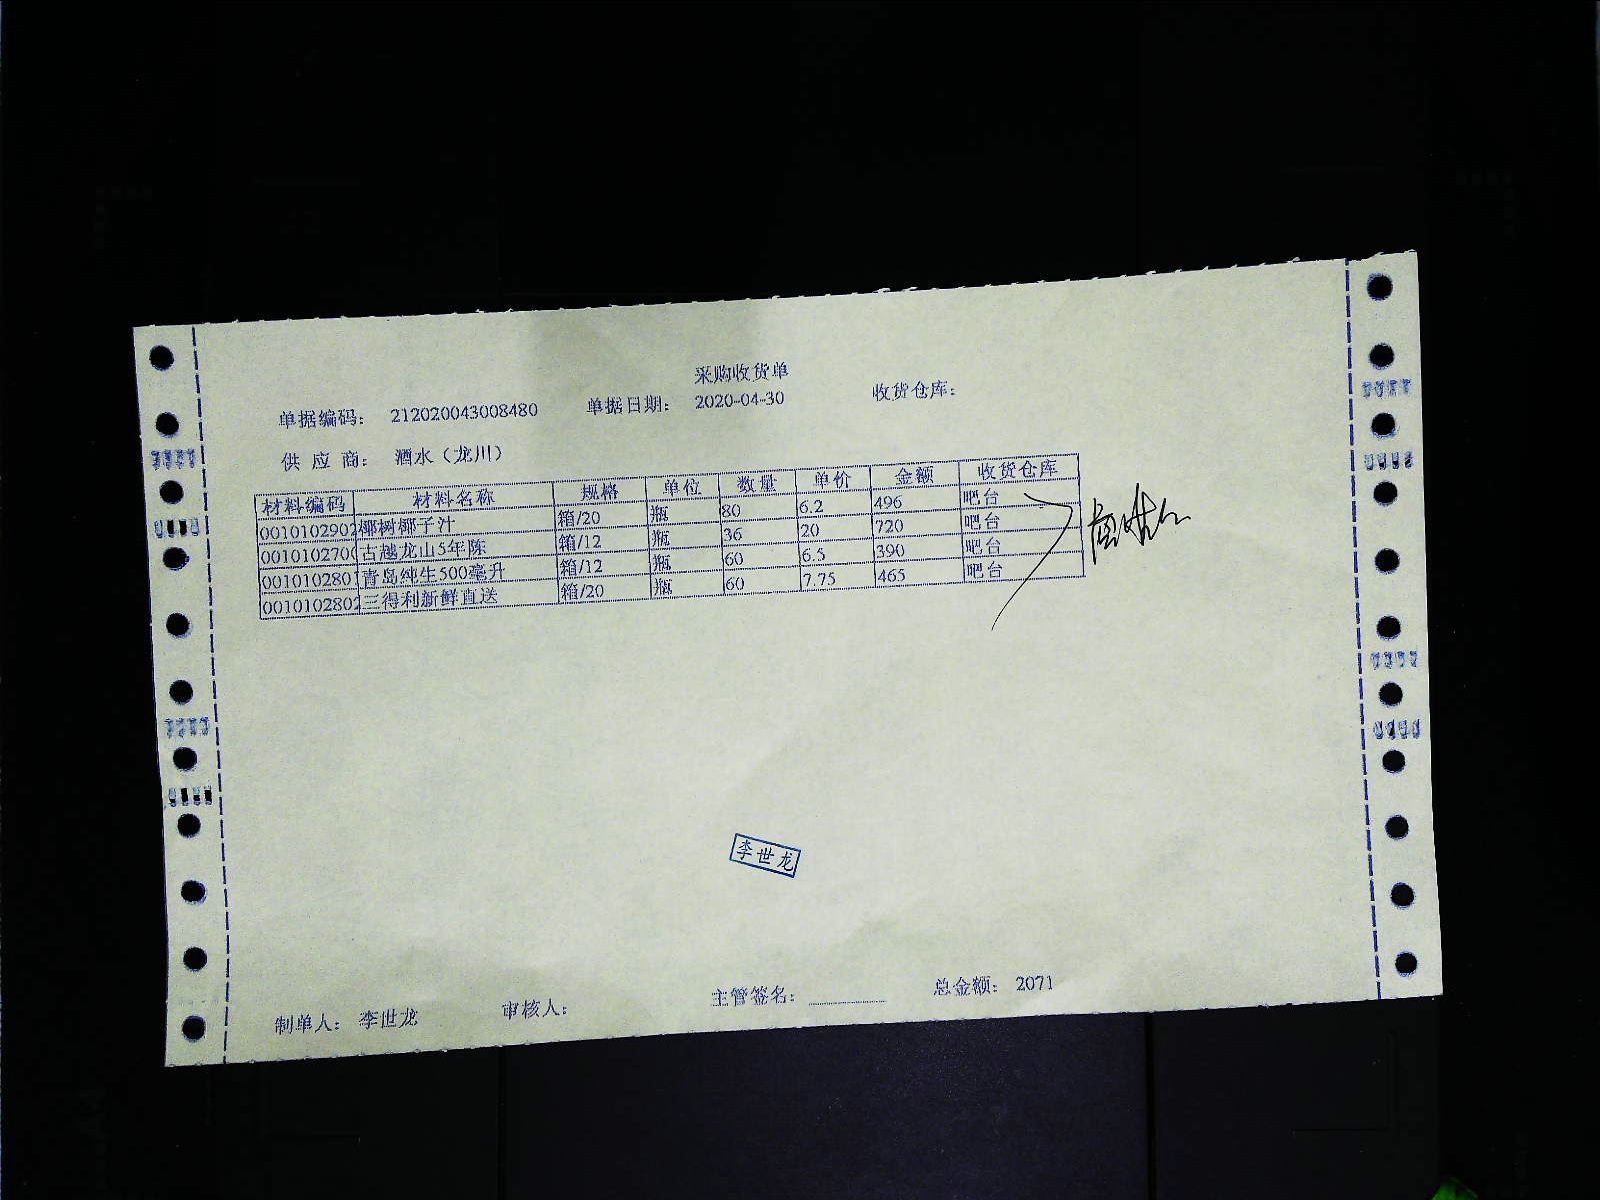 采购收货单
单据编码： 212020043008480 单据日期： 2020-04-30 收货仓库：
供 应 商： 酒水（龙川）
材料编码 材料名称 规格 单位 数量 单价 金额 收货仓库
0010102902 椰树椰子汁 箱/20 瓶 80 6.2 496 吧台
001010270 古越龙山5年陈 箱/12 瓶 36 20 720 吧台
001010280 青岛纯生500毫升 箱/12 瓶 60 6.5 390 吧台
0010102802 三得利新鲜直送 箱/20 瓶 60 7.75 465 吧台
李世龙
制单人： 李世龙 审核人： 主管签名： 总金额： 2071